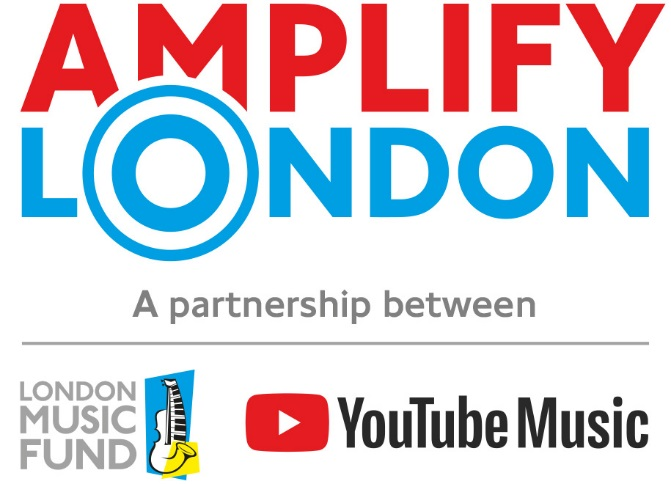 AMPLIFY
LONDON
A partnership between
LONDON
MUSIC
FUND
YouTube Music